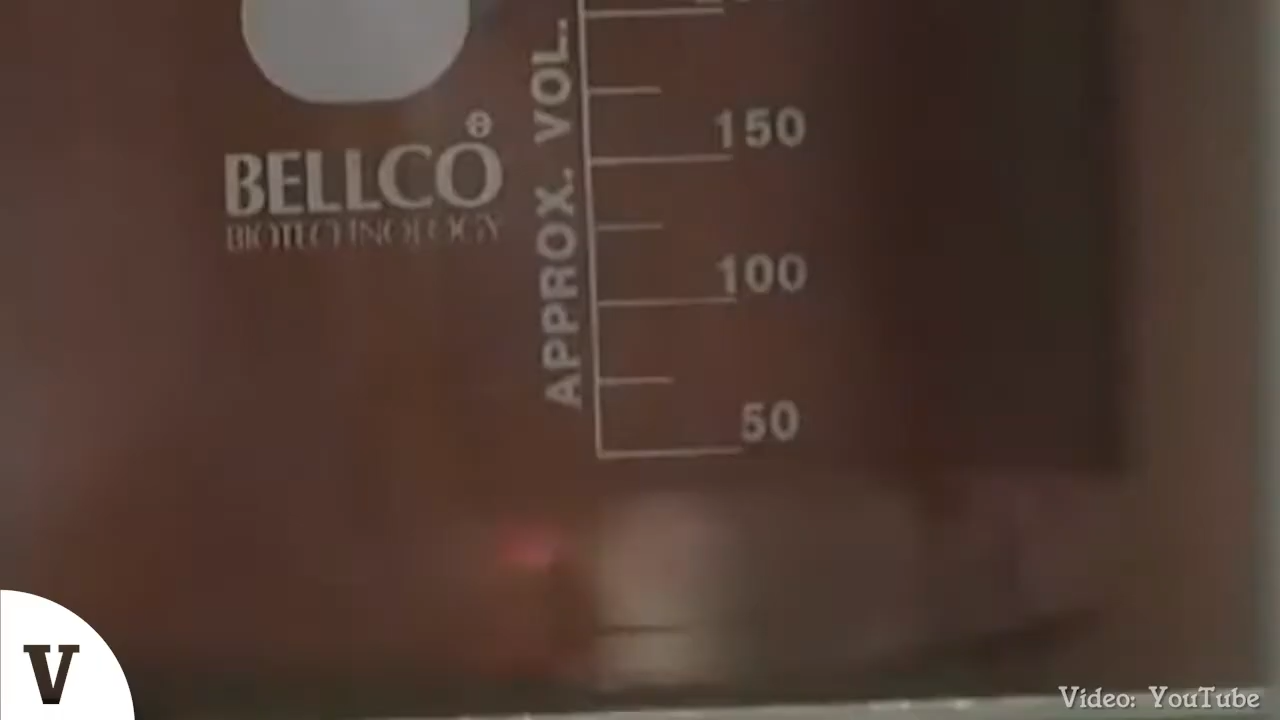 BELLCO
BIOTECHNOLOGY
APPROX. VOL.
150
100
50
V
Video: YouTube